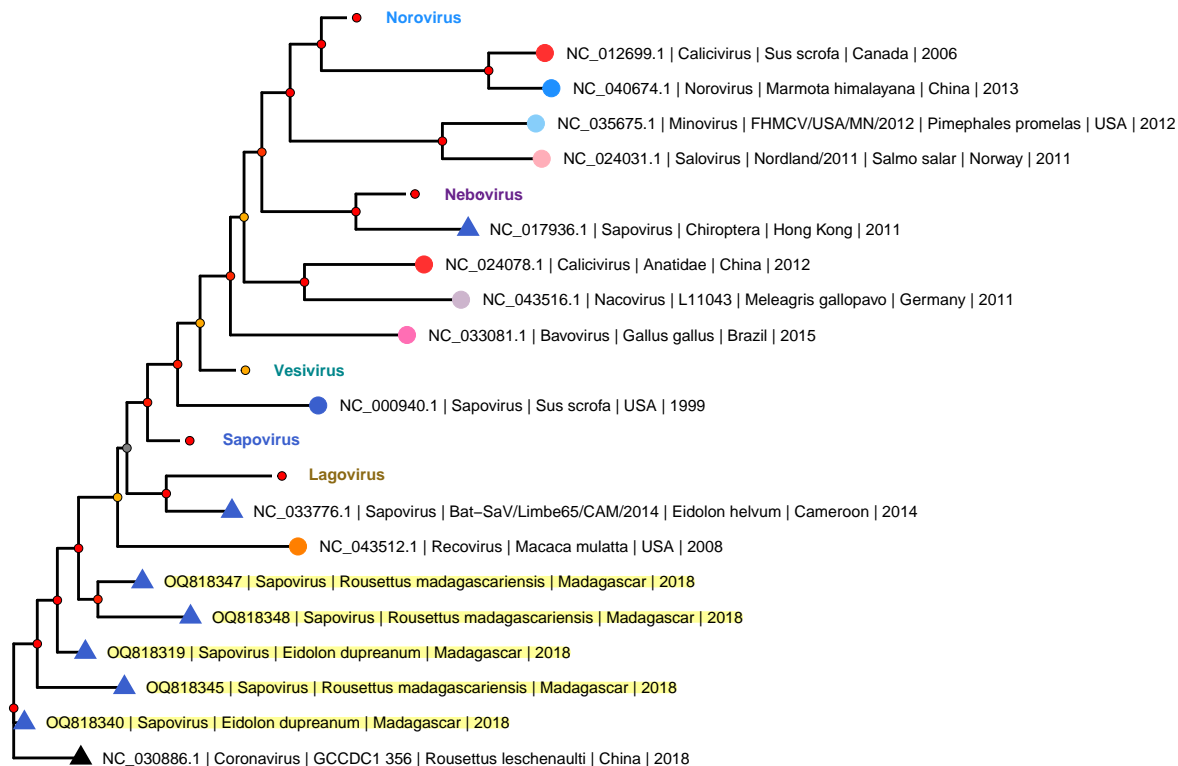 Norovirus
NC_012699.1 | Calicivirus | Sus scrofa | Canada | 2006
NC_040674.1 | Norovirus | Marmota himalayana | China | 2013
NC_035675.1 | Minovirus | FHMCV/USA/MN/2012 | Pimephales promelas | USA | 2012
NC_024031.1 | Salovirus | Nordland/2011 | Salmo salar | Norway | 2011
Nebovirus
NC_017936.1 | Sapovirus | Chiroptera | Hong Kong | 2011
NC_024078.1 | Calicivirus | Anatidae | China | 2012
NC_043516.1 | Nacovirus | L11043 | Meleagris gallopavo | Germany | 2011
NC_033081.1 | Bavovirus | Gallus gallus | Brazil | 2015
Vesivirus
NC_000940.1 | Sapovirus | Sus scrofa | USA | 1999
Sapovirus
Lagovirus
NC_033776.1 | Sapovirus | Bat−SaV/Limbe65/CAM/2014 | Eidolon helvum | Cameroon | 2014
NC_043512.1 | Recovirus | Macaca mulatta | USA | 2008
OQ818347 | Sapovirus | Rousettus madagascariensis | Madagascar | 2018
OQ818348 | Sapovirus | Rousettus madagascariensis | Madagascar | 2018
OQ818319 | Sapovirus | Eidolon dupreanum | Madagascar | 2018
OQ818345 | Sapovirus | Rousettus madagascariensis | Madagascar | 2018
OQ818340 | Sapovirus | Eidolon dupreanum | Madagascar | 2018
NC_030886.1 | Coronavirus | GCCDC1 356 | Rousettus leschenaulti | China | 2018